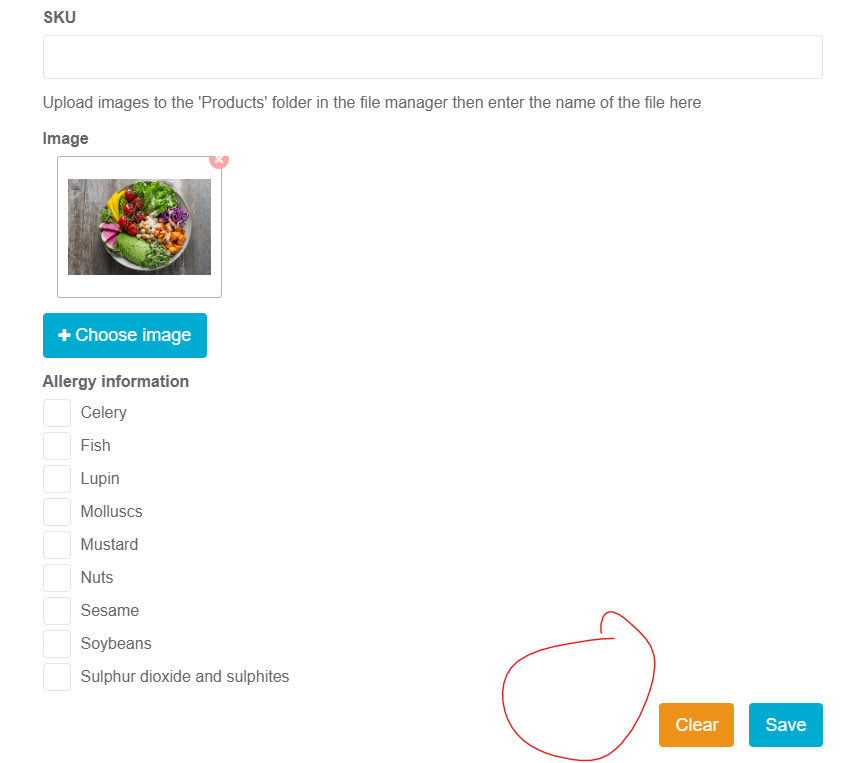 SKU
Upload images to the 'Products' folder in the file manager then enter the name of the file here
Image
Choose image
Allergy information
Celery
Fish
Lupin
Molluscs
Mustard
Nuts
Sesame
Soybeans
Sulphur dioxide and sulphites
Clear Save